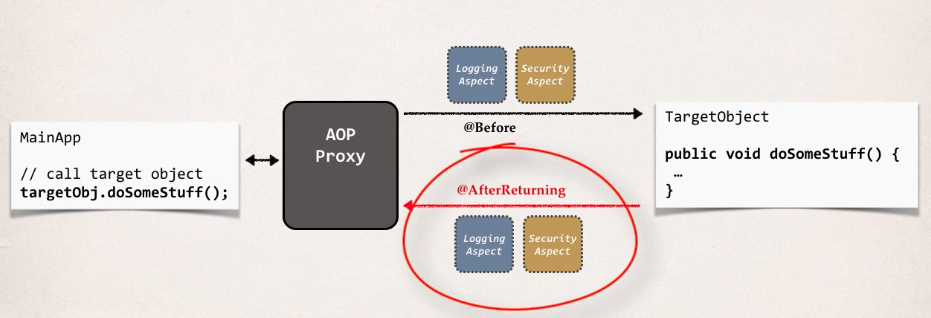 MainApp
// call target object
targetObj.doSomeStuff();
AOP
Proxy
Logging
Aspect
Security
Aspect
@Before
@AfterReturning
Logging
Aspect
Security
Aspect
TargetObject
public void doSomeStuff() {
…
}